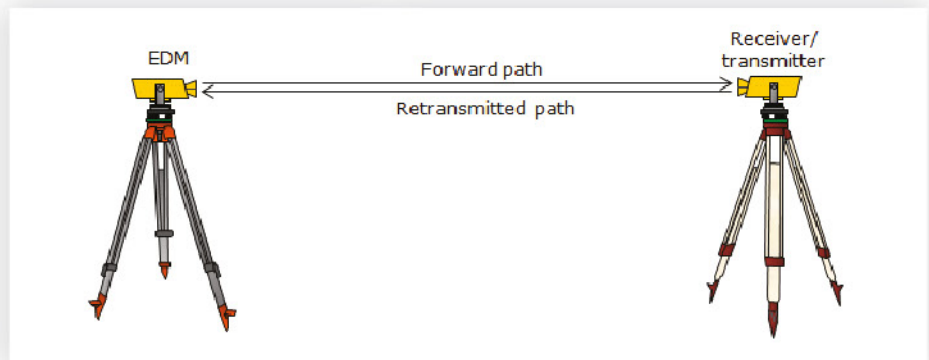 EDM
Receiver/
transmitter
Forward path
Retransmitted path